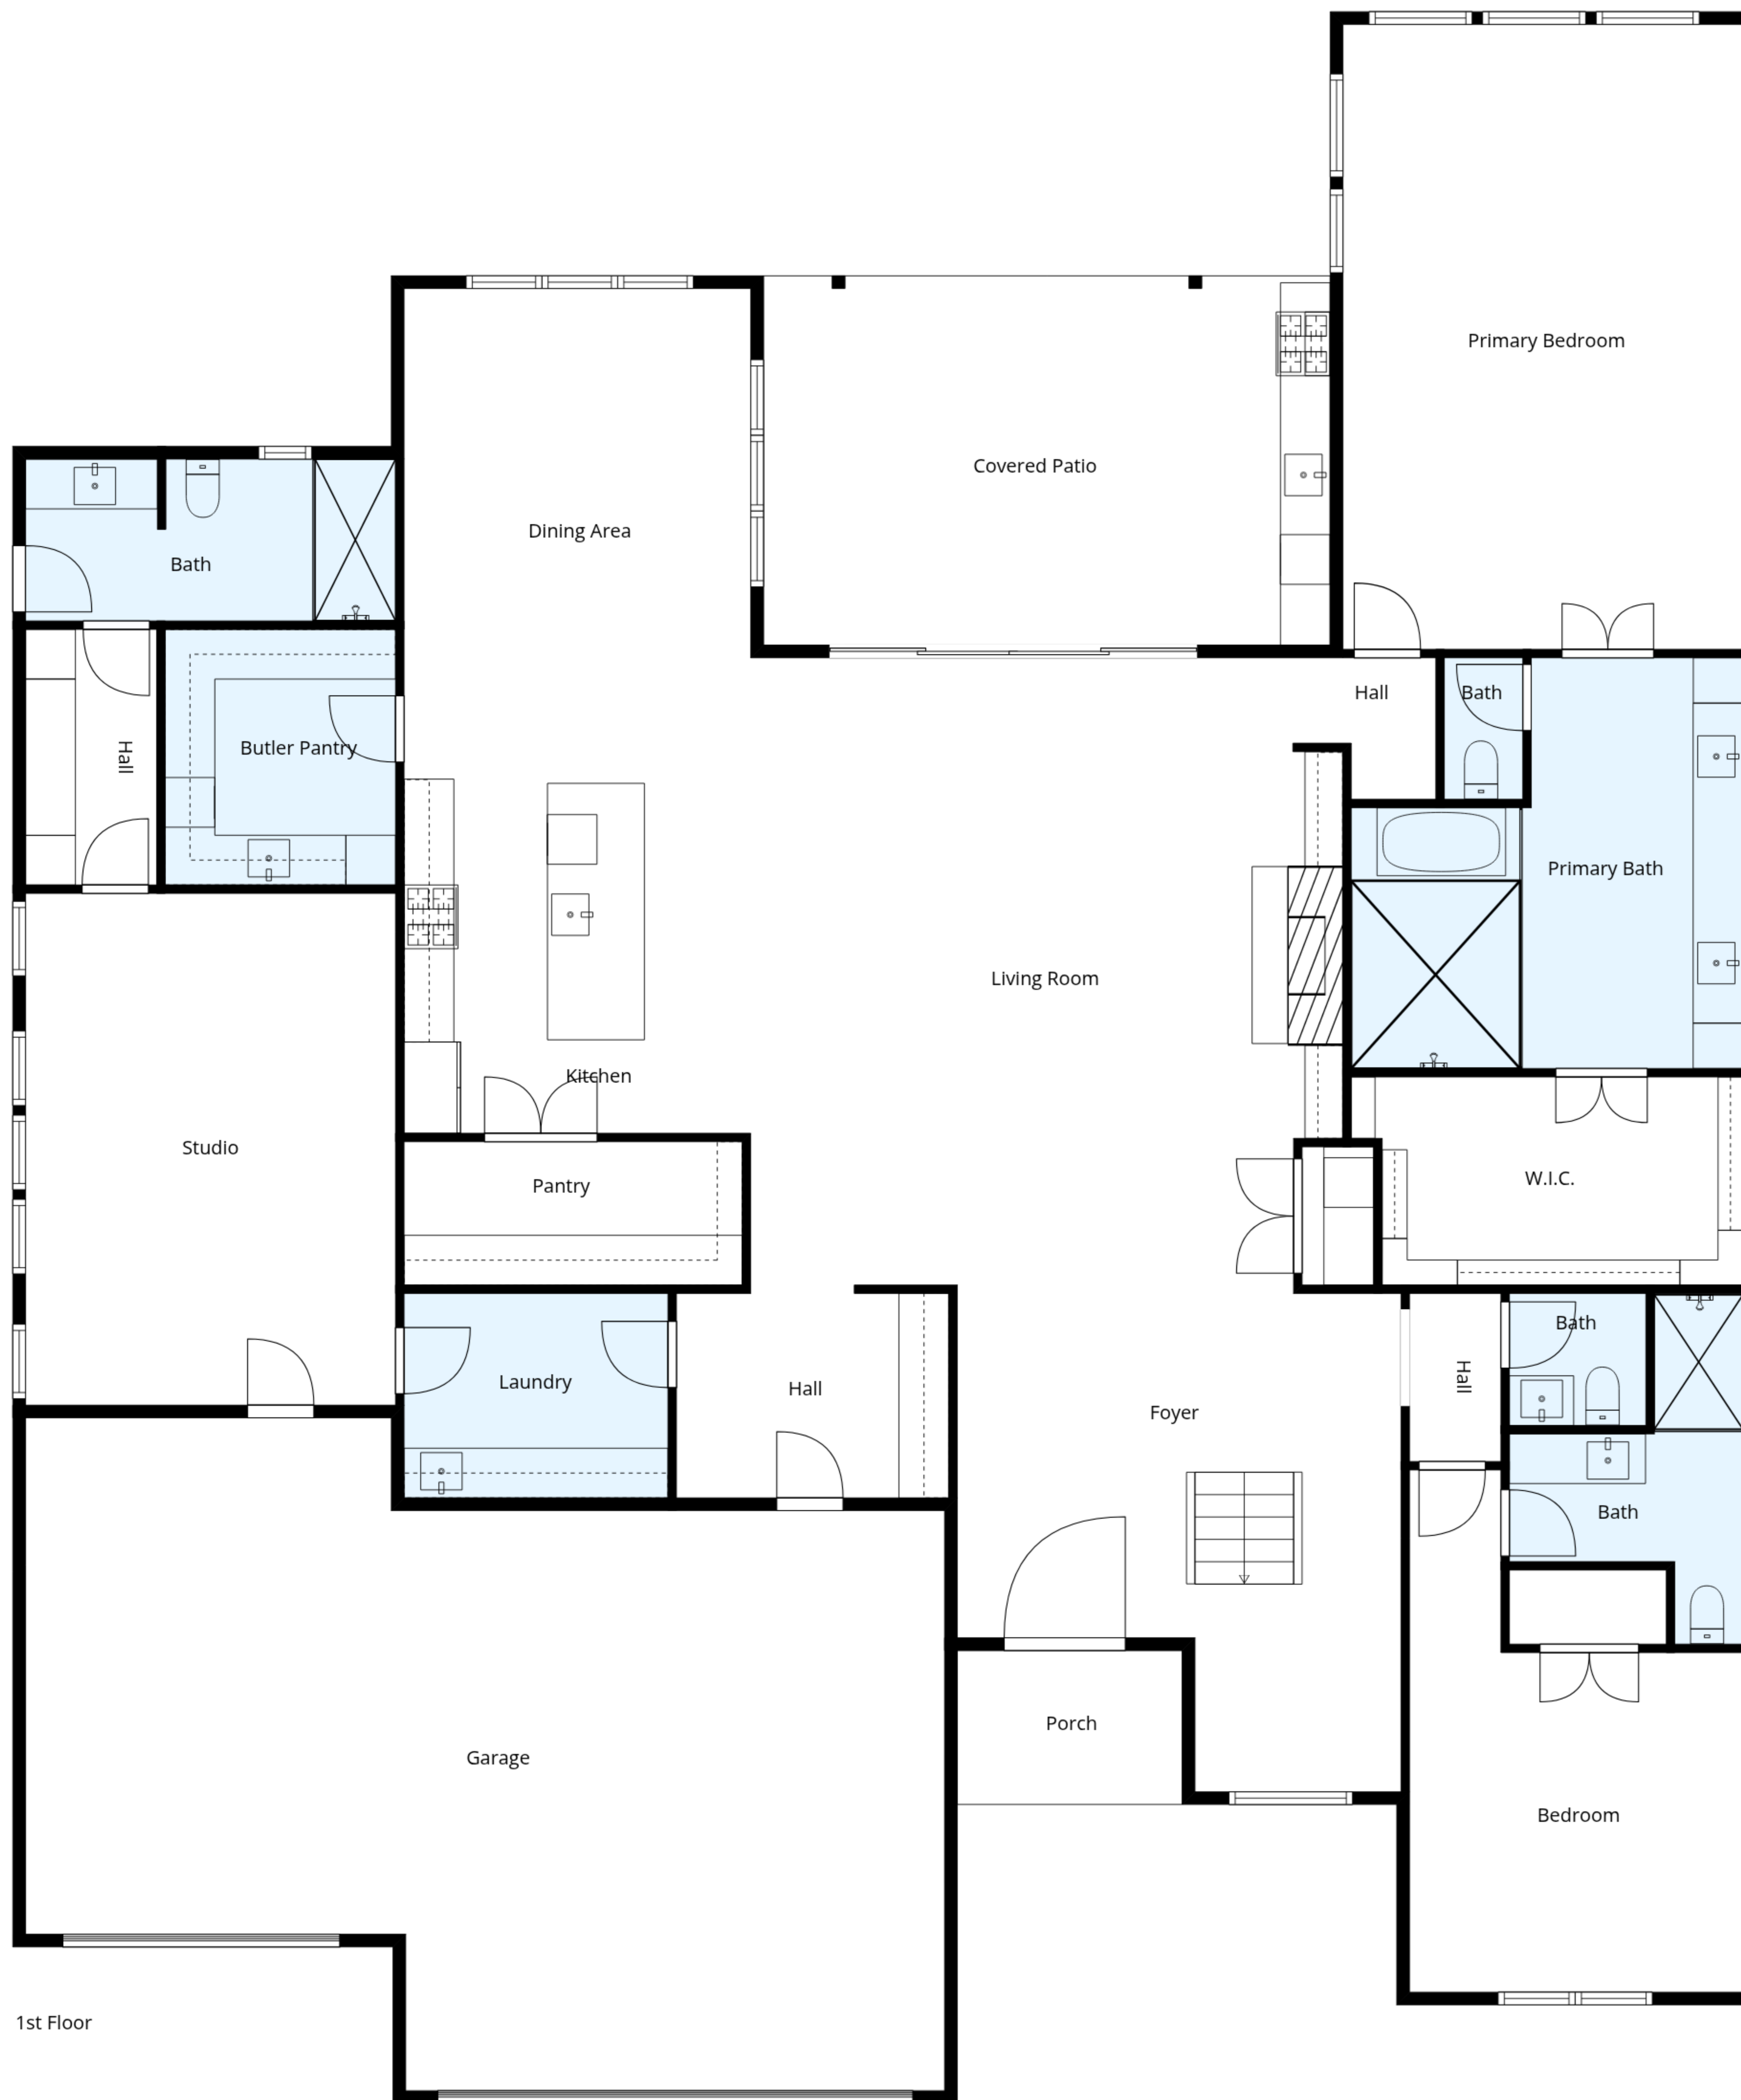 Primary Bedroom
Covered Patio
Dining Area
Bath
Hall
Bath
Hall
Butler Pantry
Primary Bath
Living Room
Kitchen
Studio
W.I.C.
Pantry
Bath
Hall
Laundry
Hall
Foyer
Bath
Porch
Garage
Bedroom
1st Floor